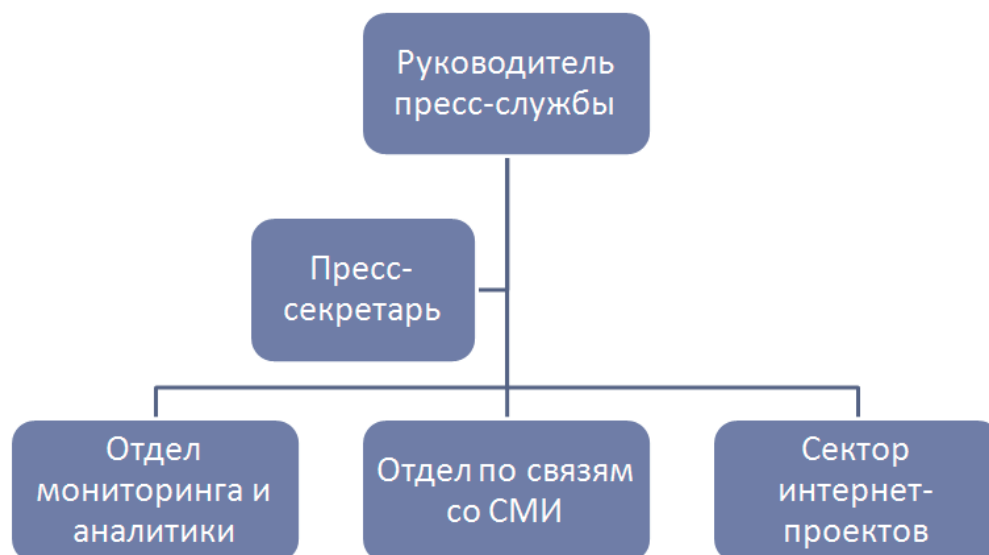 Руководитель
пресс-службы
Пресс-
секретарь
Отдел
мониторинга и
аналитики
Отдел по связям
со СМИ
Сектор
интернет-
проектов